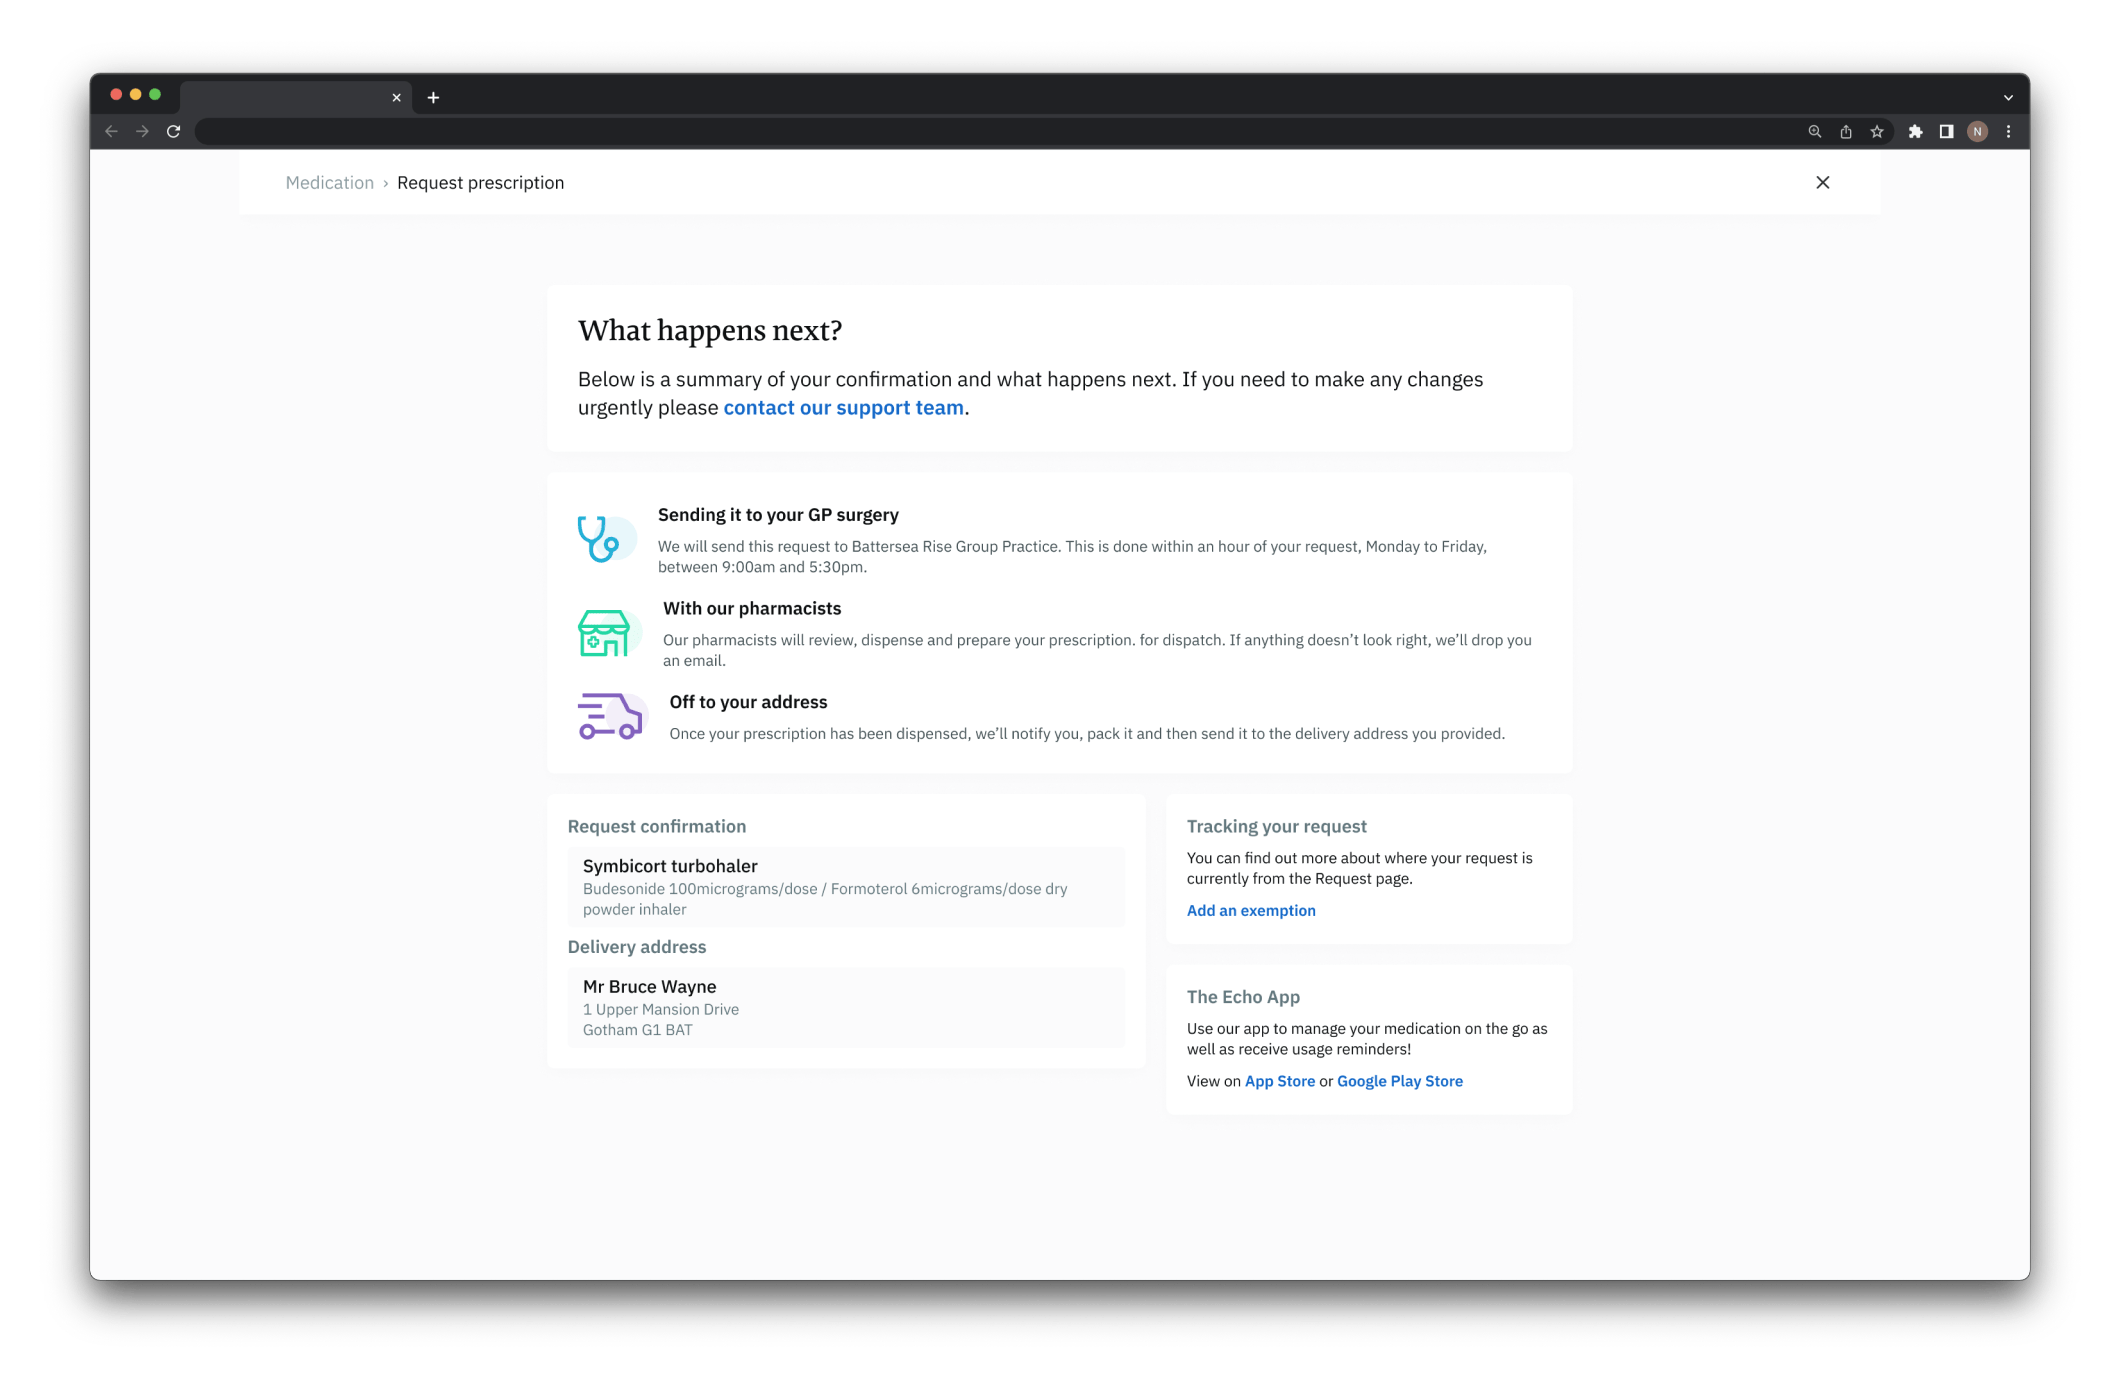 N
Medication › Request prescription
What happens next?
Below is a summary of your confirmation and what happens next. If you need to make any changes
urgently please contact our support team.
Sending it to your GP surgery
We will send this request to Battersea Rise Group Practice. This is done within an hour of your request, Monday to Friday,
between 9:00am and 5:30pm.
With our pharmacists
Our pharmacists will review, dispense and prepare your prescription. for dispatch. If anything doesn’t look right, we’ll drop you
an email.
Off to your address
Once your prescription has been dispensed, we’ll notify you, pack it and then send it to the delivery address you provided.
Request confirmation
Symbicort turbohaler
Budesonide 100micrograms/dose / Formoterol 6micrograms/dose dry
powder inhaler
Delivery address
Mr Bruce Wayne
1 Upper Mansion Drive
Gotham G1 BAT
Tracking your request
You can find out more about where your request is
currently from the Request page.
Add an exemption
The Echo App
Use our app to manage your medication on the go as
well as receive usage reminders!
View on App Store or Google Play Store